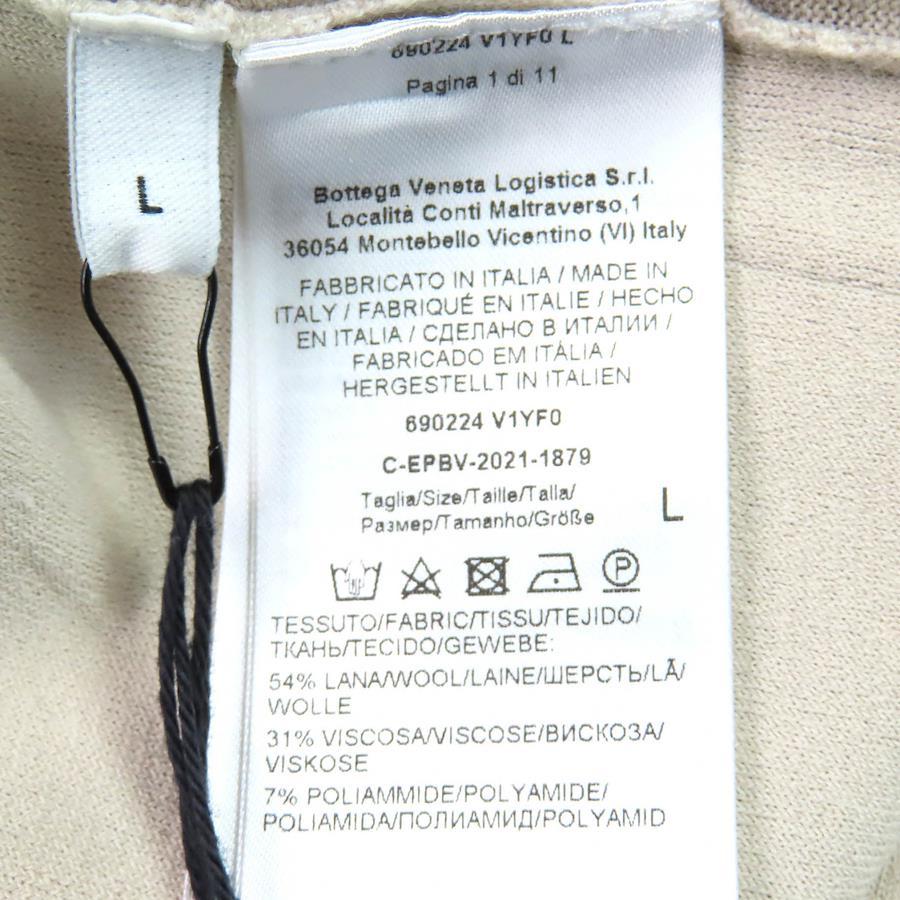 L
690224 V1YF0 L
Pagina 1 di 11
Bottega Veneta Logistica S.r.l.
Località Conti Maltraverso,1
36054 Montebello Vicentino (VI) Italy
FABBRICATO IN ITALIA / MADE IN
ITALY / FABRIQUÉ EN ITALIE / HECHO
EN ITALIA / СДЕЛАНО В ИТАЛИИ /
FABRICADO EM ITÁLIA /
HERGESTELLT IN ITALIEN
690224 V1YF0
C-EPBV-2021-1879
Taglia/Size/Taille/Talla/
Размер/Tamanho/Größe
L
P
TESSUTO/FABRIC/TISSU/TEJIDO/
ТКАНЬ/TECIDO/GEWEBE:
54% LANA/WOOL/LAINE/ШЕРСТЬ/LÃ/
WOLLE
31% VISCOSA/VISCOSE/ВИСКОЗА/
VISKOSE
7% POLIAMMIDE/POLYAMIDE/
POLIAMIDA/ПОЛИАМИД/POLYAMID